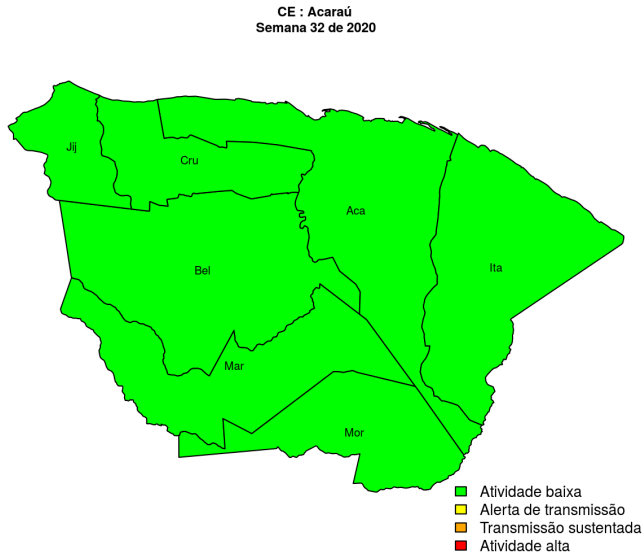 CE : Acaraú
Semana 32 de 2020
Jij
Cru
Aca
Bel
Ita
Mar
Mor
Atividade baixa
Alerta de transmissão
Transmissão sustentada
Atividade alta